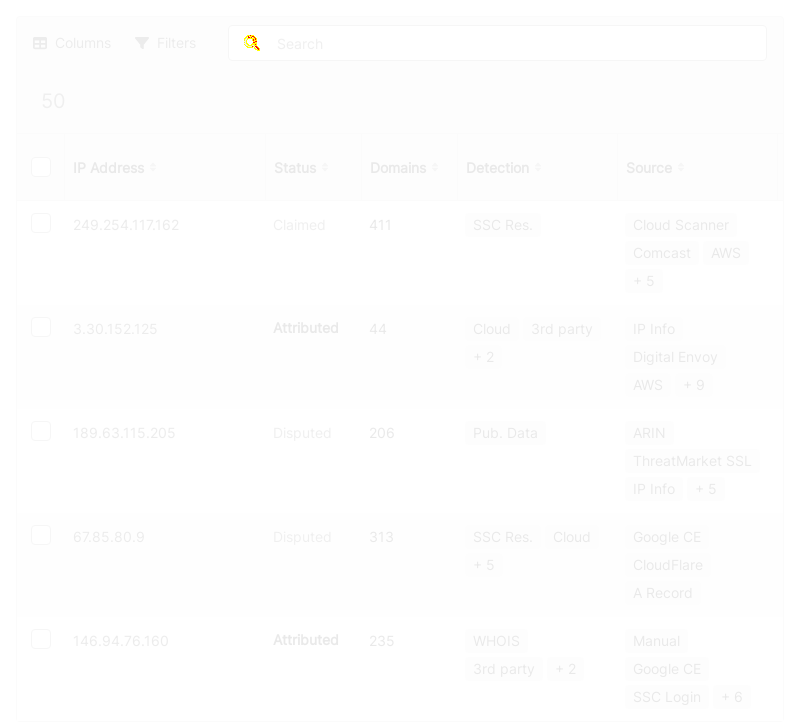 Columns Filters Search
50
IP Address Status Domains Detection Source
249.254.117.162 Claimed 411 SSC Res. Cloud Scanner
Comcast AWS
+ 5
3.30.152.125 Attributed 44 Cloud 3rd party IP Info
+ 2 Digital Envoy
AWS + 9
189.63.115.205 Disputed 206 Pub. Data ARIN
ThreatMarket SSL
IP Info + 5
67.85.80.9 Disputed 313 SSC Res. Cloud Google CE
+ 5 CloudFlare
A Record
146.94.76.160 Attributed 235 WHOIS Manual
3rd party + 2 Google CE
SSC Login + 6